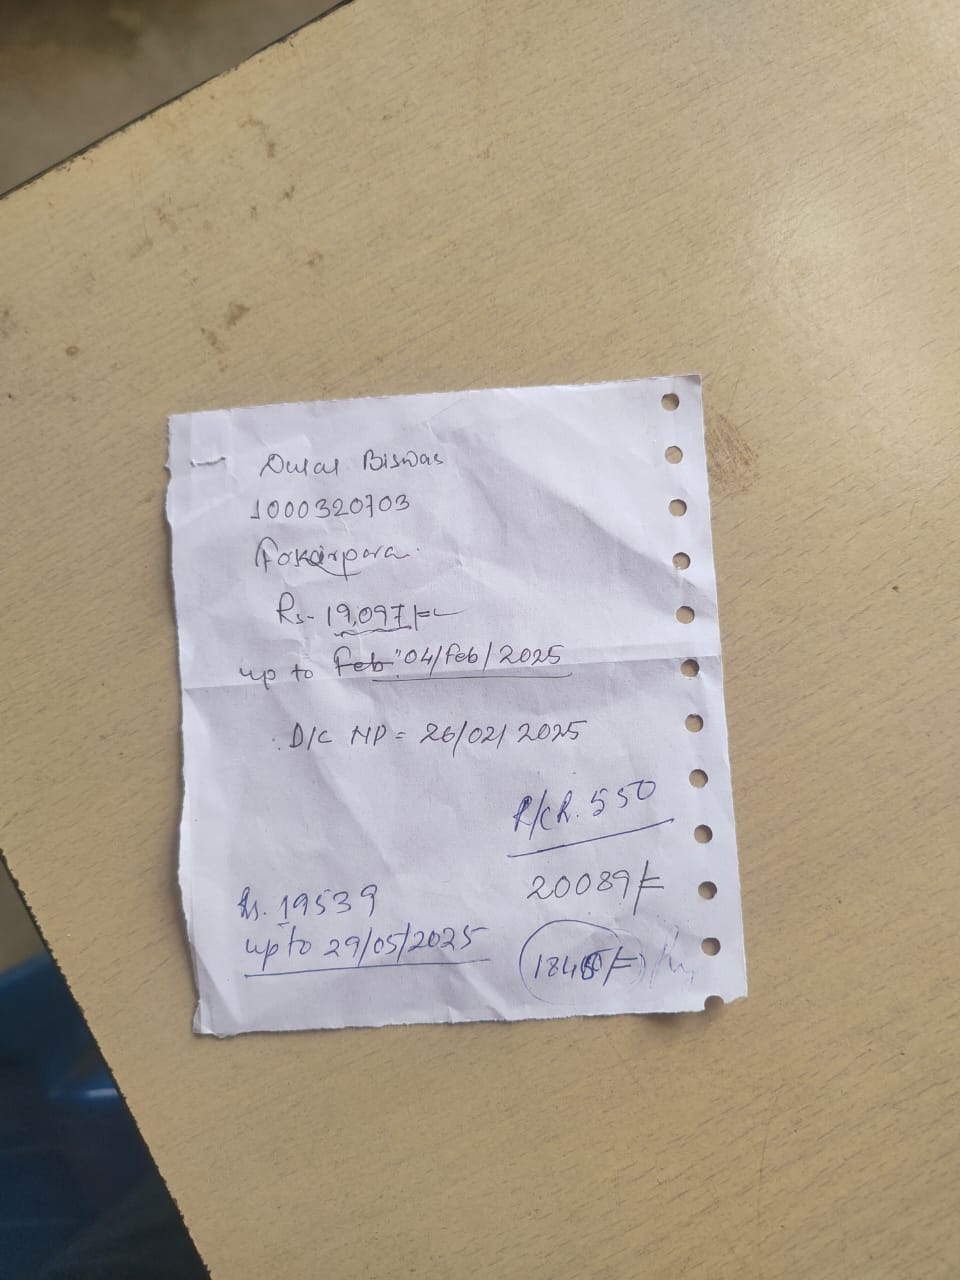 Dulal Biswas
1000320703
Fokirpara.
Rs- 19,097/-
up to Feb. 04/Feb/2025
D/C NP = 26/02/2025
R/CR. 550
20089/-
Rs. 19539
up to 29/05/2025